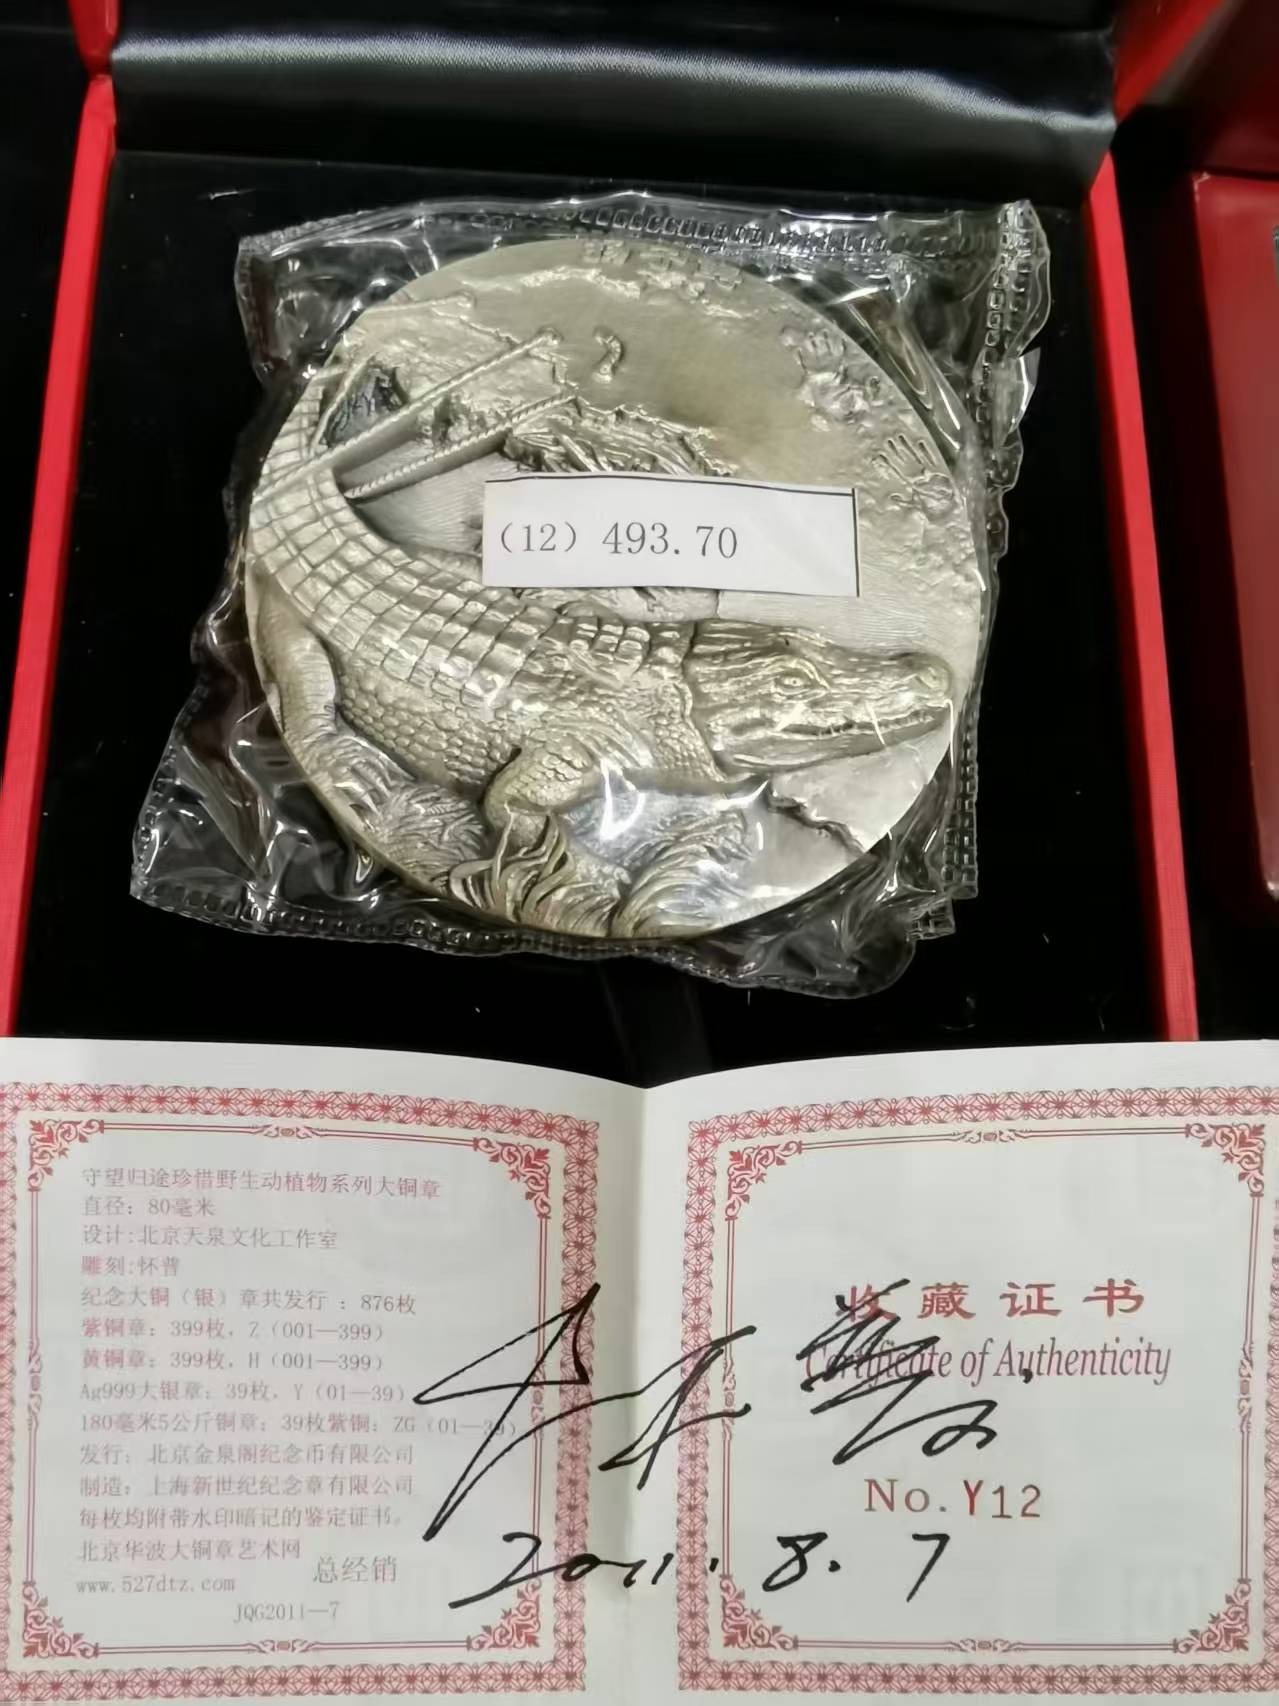 (12) 493.70
守望归途珍惜野生动植物系列大铜章
直径：80毫米
设计:北京天泉文化工作室
雕刻:怀普
纪念大铜（银）章共发行 ：876枚
紫铜章：399枚，Z（001—399）
黄铜章：399枚，H（001—399）
Ag999大银章：39枚，Y（01—39）
180毫米5公斤铜章：39枚紫铜：ZG（01—39）
发行：北京金泉阁纪念币有限公司
制造：上海新世纪纪念章有限公司
每枚均附带水印暗记的鉴定证书。
北京华波大铜章艺术网
总经销
www.527dtz.com
JQG2011—7
收藏证书
Certificate of Authenticity
No. Y12
2011.8.7